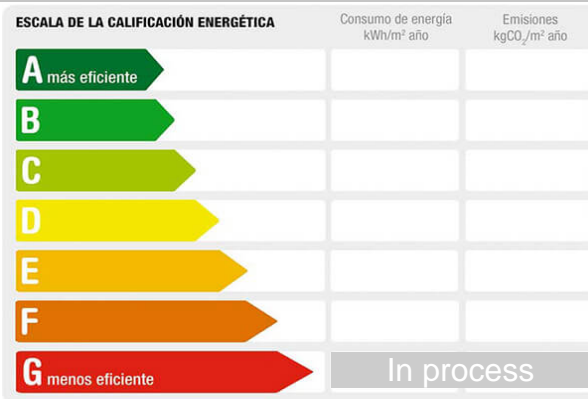 ESCALA DE LA CALIFICACIÓN ENERGÉTICA
Consumo de energía
kWh/m² año
Emisiones
kgCO₂/m² año
A más eficiente
B
C
D
E
F
G menos eficiente
In process